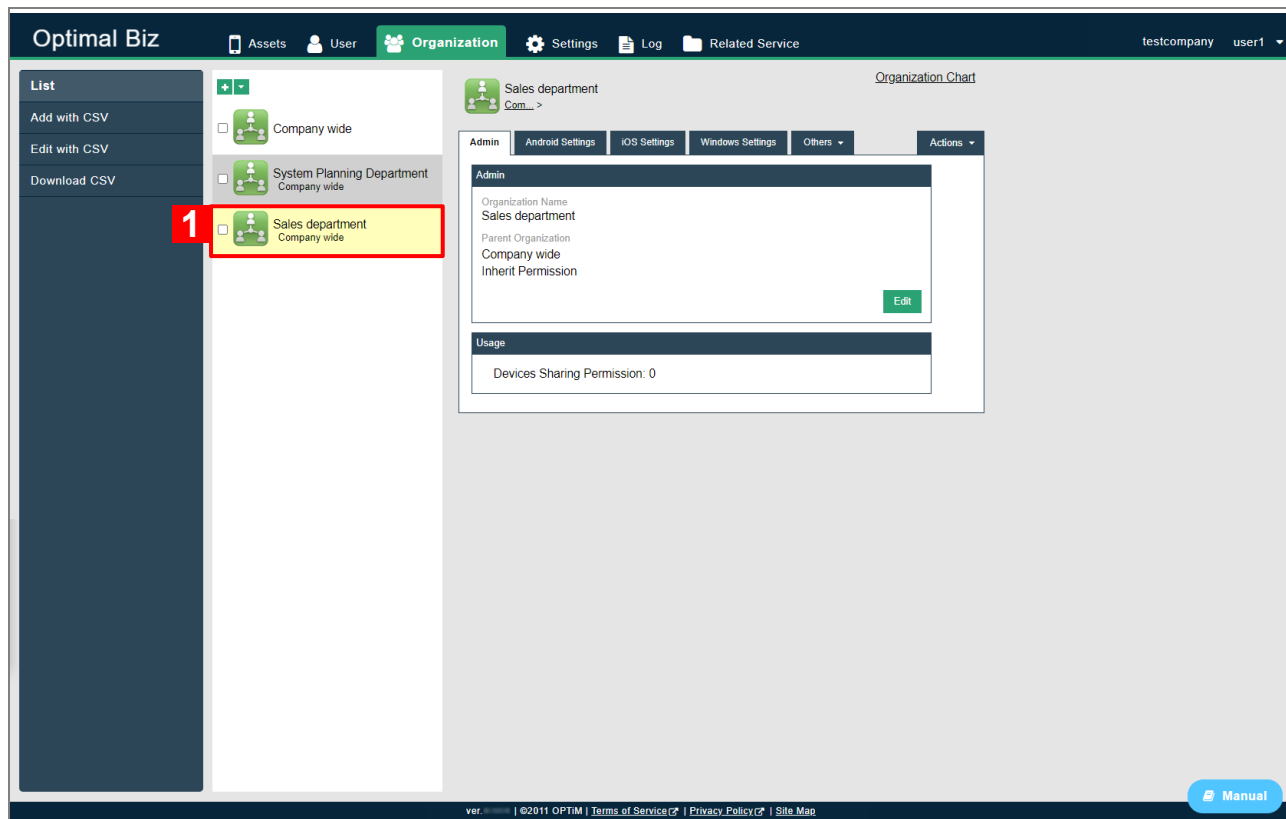 Optimal Biz
Assets User Organization Settings Log Related Service
testcompany user1
List
Add with CSV
Edit with CSV
Download CSV
Company wide
System Planning Department
Company wide
1
Sales department
Company wide
Sales department
Com... >
Organization Chart
Admin Android Settings iOS Settings Windows Settings Others Actions
Admin
Organization Name
Sales department
Parent Organization
Company wide
Inherit Permission
Edit
Usage
Devices Sharing Permission: 0
Manual
ver. | ©2011 OPTiM | Terms of Service | Privacy Policy | Site Map